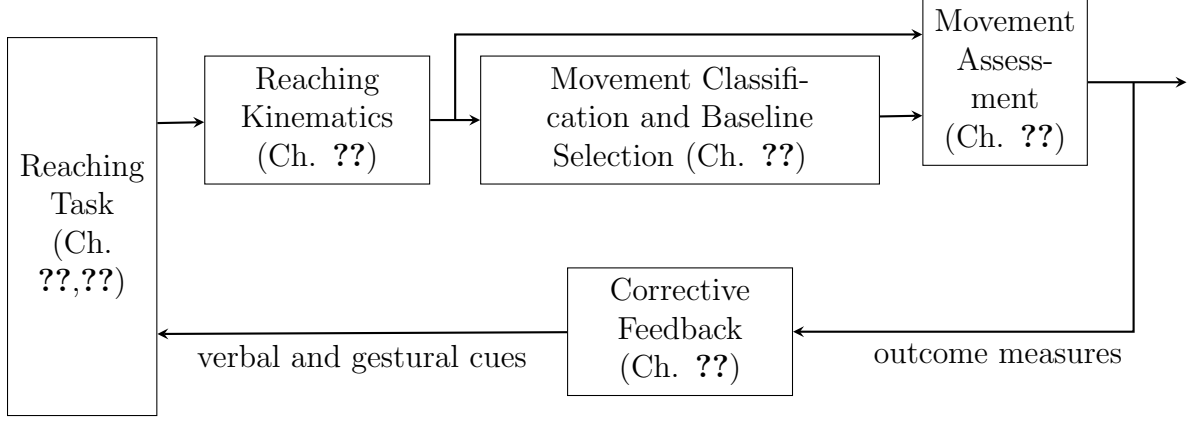 Reaching
Task
(Ch.
??,??)
Reaching
Kinematics
(Ch. ??)
Movement Classifi-
cation and Baseline
Selection (Ch. ??)
Movement
Assess-
ment
(Ch. ??)
Corrective
Feedback
(Ch. ??)
verbal and gestural cues
outcome measures